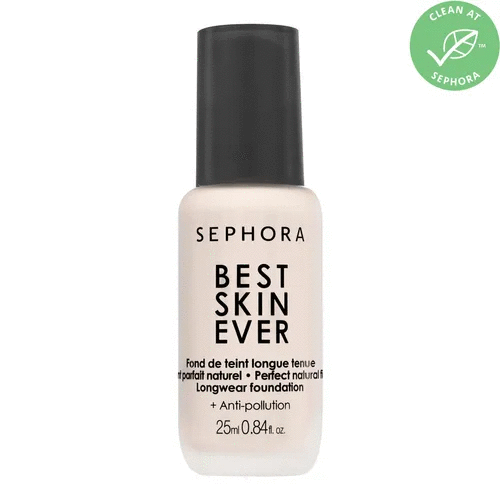 CLEAN AT
SEPHORA
SEPHORA
BEST
SKIN
EVER
Fond de teint longue tenue
parfait naturel • Perfect natural
Longwear foundation
+ Anti-pollution
25ml 0.84fl. oz.